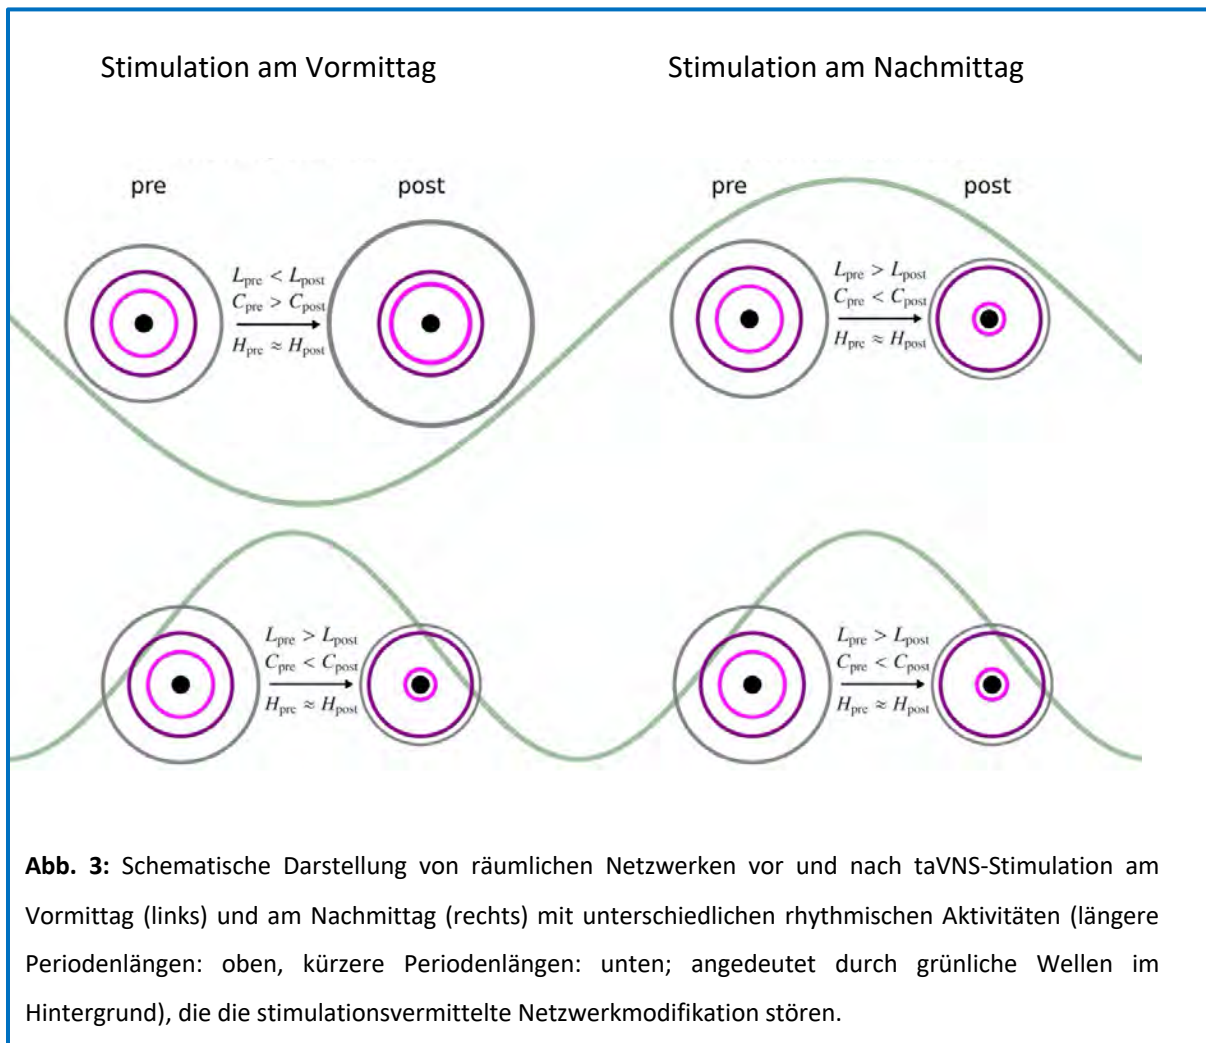 Stimulation am Vormittag
Stimulation am Nachmittag
pre
post
pre
post
L_pre < L_post
C_pre > C_post
H_pre ≈ H_post
L_pre > L_post
C_pre < C_post
H_pre ≈ H_post
L_pre > L_post
C_pre < C_post
H_pre ≈ H_post
L_pre > L_post
C_pre < C_post
H_pre ≈ H_post
Abb. 3: Schematische Darstellung von räumlichen Netzwerken vor und nach taVNS-Stimulation am
Vormittag (links) und am Nachmittag (rechts) mit unterschiedlichen rhythmischen Aktivitäten (längere
Periodenlängen: oben, kürzere Periodenlängen: unten; angedeutet durch grünliche Wellen im
Hintergrund), die die stimulationsvermittelte Netzwerkmodifikation stören.